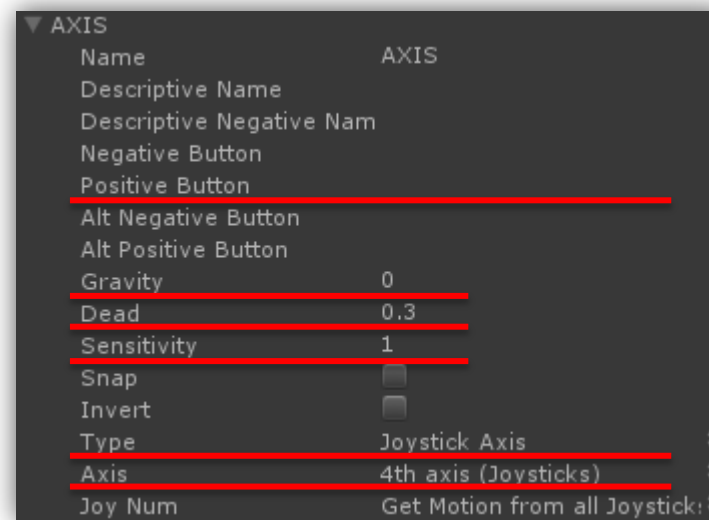 AXIS
Name AXIS
Descriptive Name
Descriptive Negative Nam
Negative Button
Positive Button
Alt Negative Button
Alt Positive Button
Gravity 0
Dead 0.3
Sensitivity 1
Snap
Invert
Type Joystick Axis
Axis 4th axis (Joysticks)
Joy Num Get Motion from all Joystick